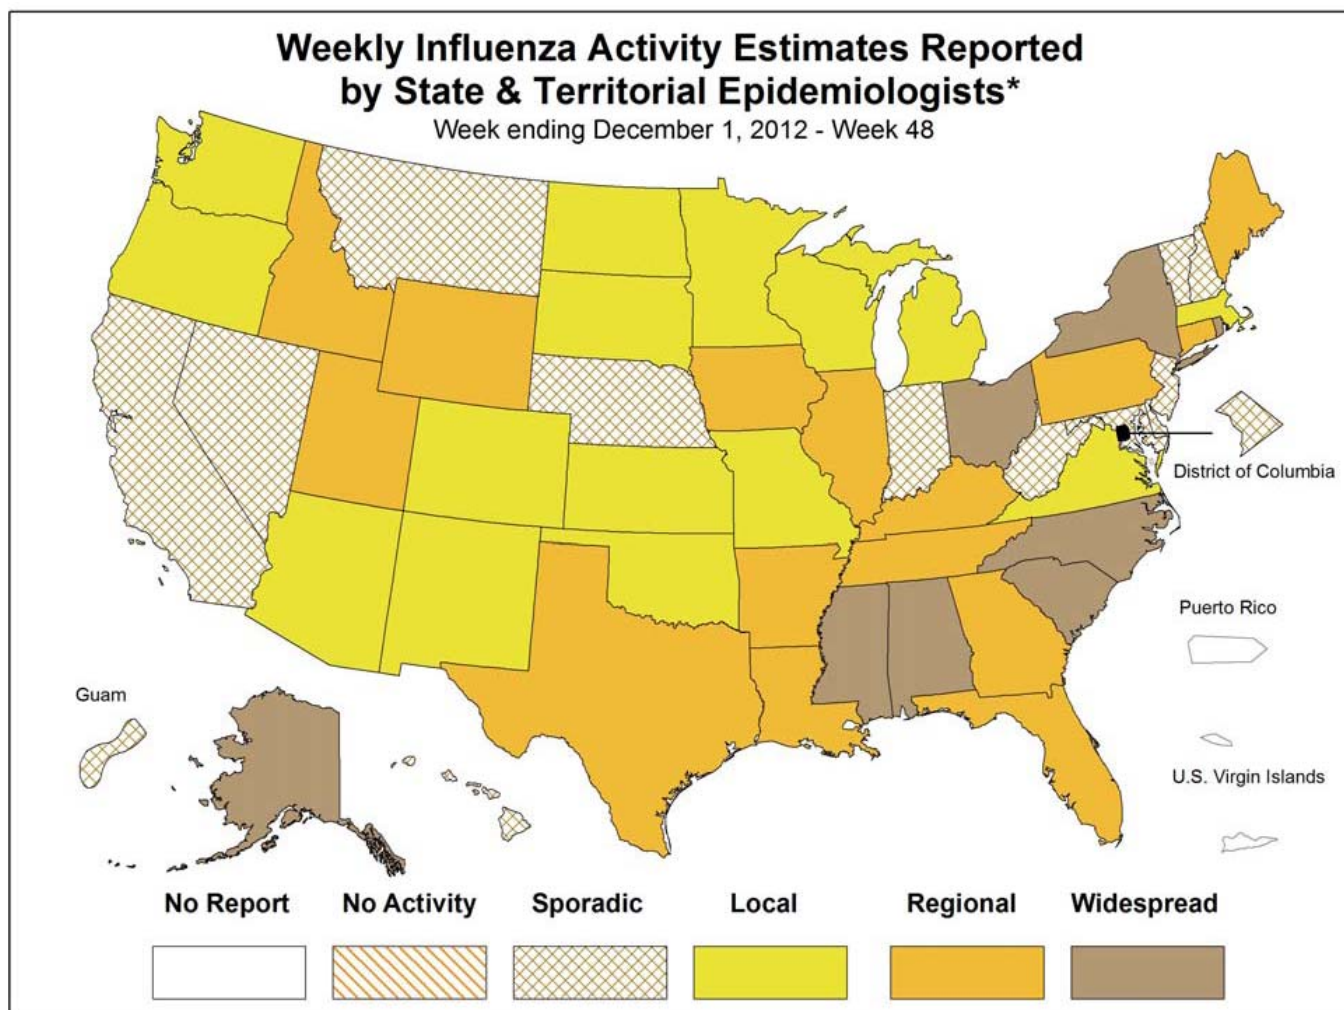 Weekly Influenza Activity Estimates Reported
by State & Territorial Epidemiologists*
Week ending December 1, 2012 - Week 48
District of Columbia
Puerto Rico
Guam
U.S. Virgin Islands
No Report No Activity Sporadic Local Regional Widespread